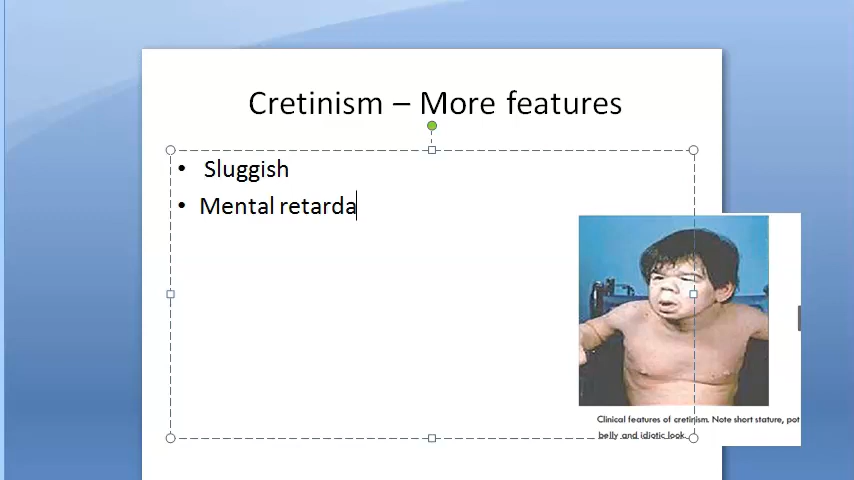 Cretinism – More features
• Sluggish
• Mental retarda
Clinical features of cretinism. Note short stature, pot
belly and idiotic look.